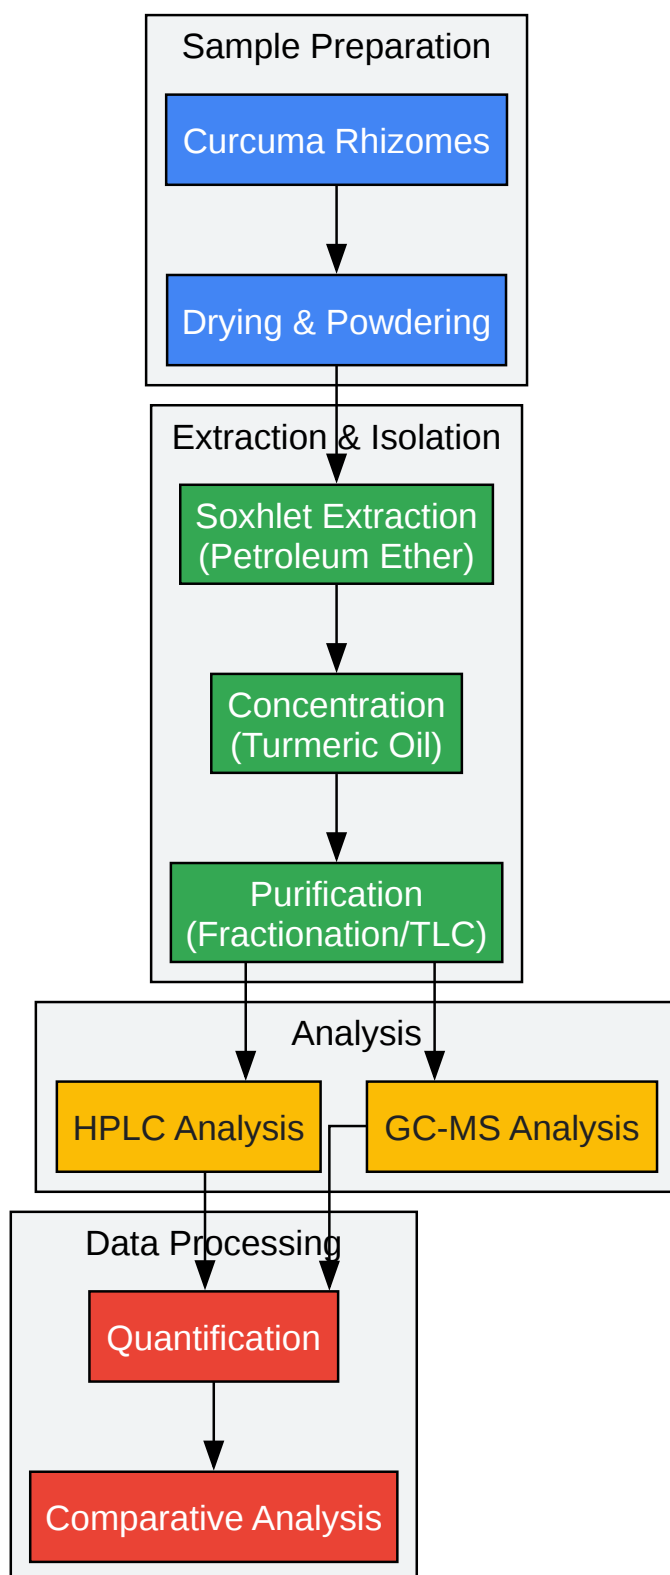 Sample Preparation
Curcuma Rhizomes
Drying & Powdering
Extraction & Isolation
Soxhlet Extraction
(Petroleum Ether)
Concentration
(Turmeric Oil)
Purification
(Fractionation/TLC)
Analysis
HPLC Analysis
GC-MS Analysis
Data Processing
Quantification
Comparative Analysis